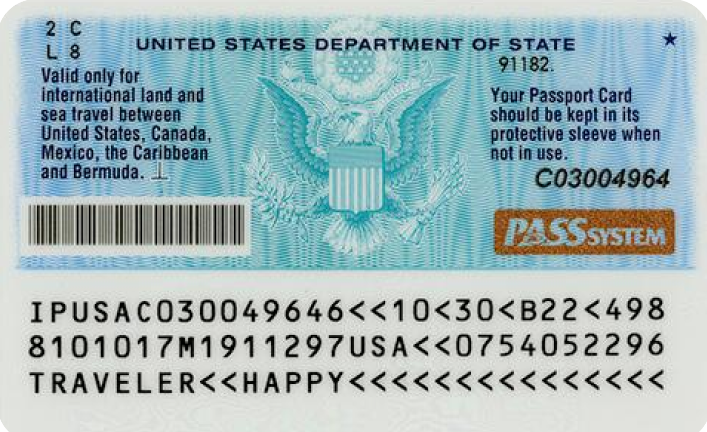 2 C
L 8
UNITED STATES DEPARTMENT OF STATE
91182.
Valid only for
international land and
sea travel between
United States, Canada,
Mexico, the Caribbean
and Bermuda.
Your Passport Card
should be kept in its
protective sleeve when
not in use.
C03004964
PASS SYSTEM
IPUSAC030049646<<10<30<B22<498
8101017M1911297USA<<0754052296
TRAVELER<<HAPPY<<<<<<<<<<<<<<<